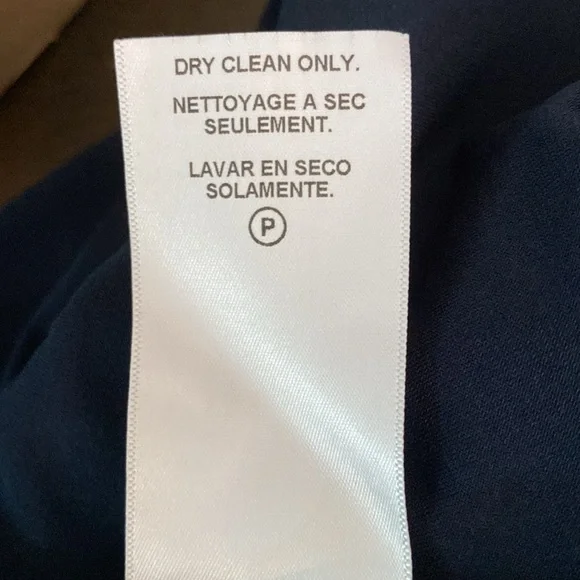 DRY CLEAN ONLY.
NETTOYAGE A SEC
SEULEMENT.
LAVAR EN SECO
SOLAMENTE.
P